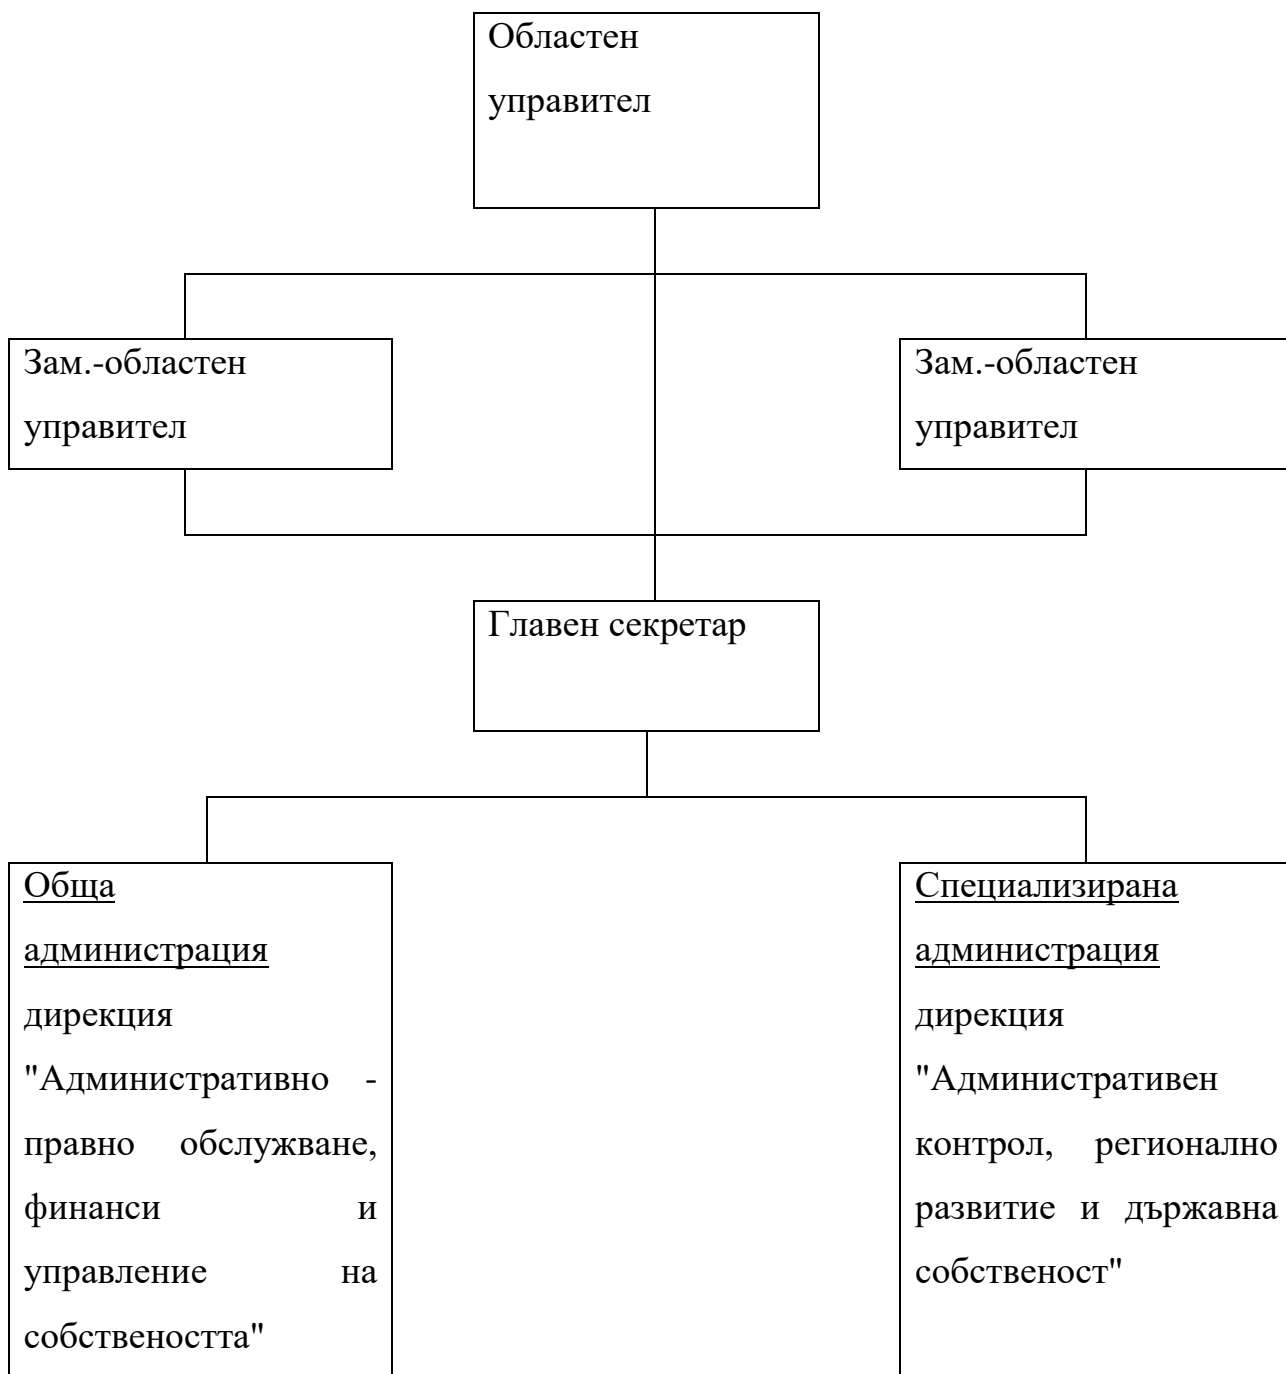 Областен
управител
Зам.-областен
управител
Зам.-областен
управител
Главен секретар
Обща
администрация
дирекция
"Административно -
правно обслужване,
финанси и
управление на
собствеността"
Специализирана
администрация
дирекция
"Административен
контрол, регионално
развитие и държавна
собственост"